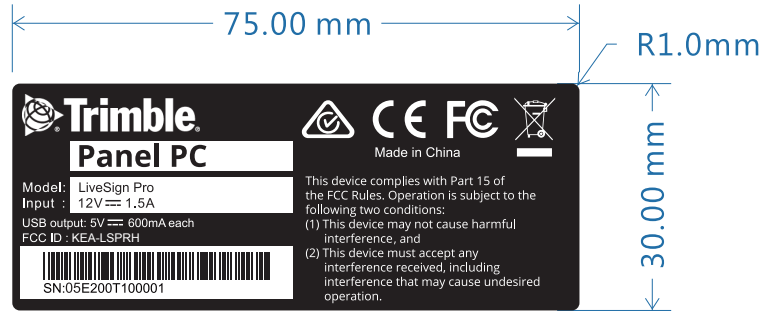 75.00 mm
R1.0mm
30.00 mm
Trimble.
Panel PC
Model: LiveSign Pro
Input : 12V⎓ 1.5A
USB output: 5V⎓ 600mA each
FCC ID : KEA-LSPRH
SN:05E200T100001
CE FC
Made in China
This device complies with Part 15 of
the FCC Rules. Operation is subject to the
following two conditions:
(1) This device may not cause harmful
interference, and
(2) This device must accept any
interference received, including
interference that may cause undesired
operation.